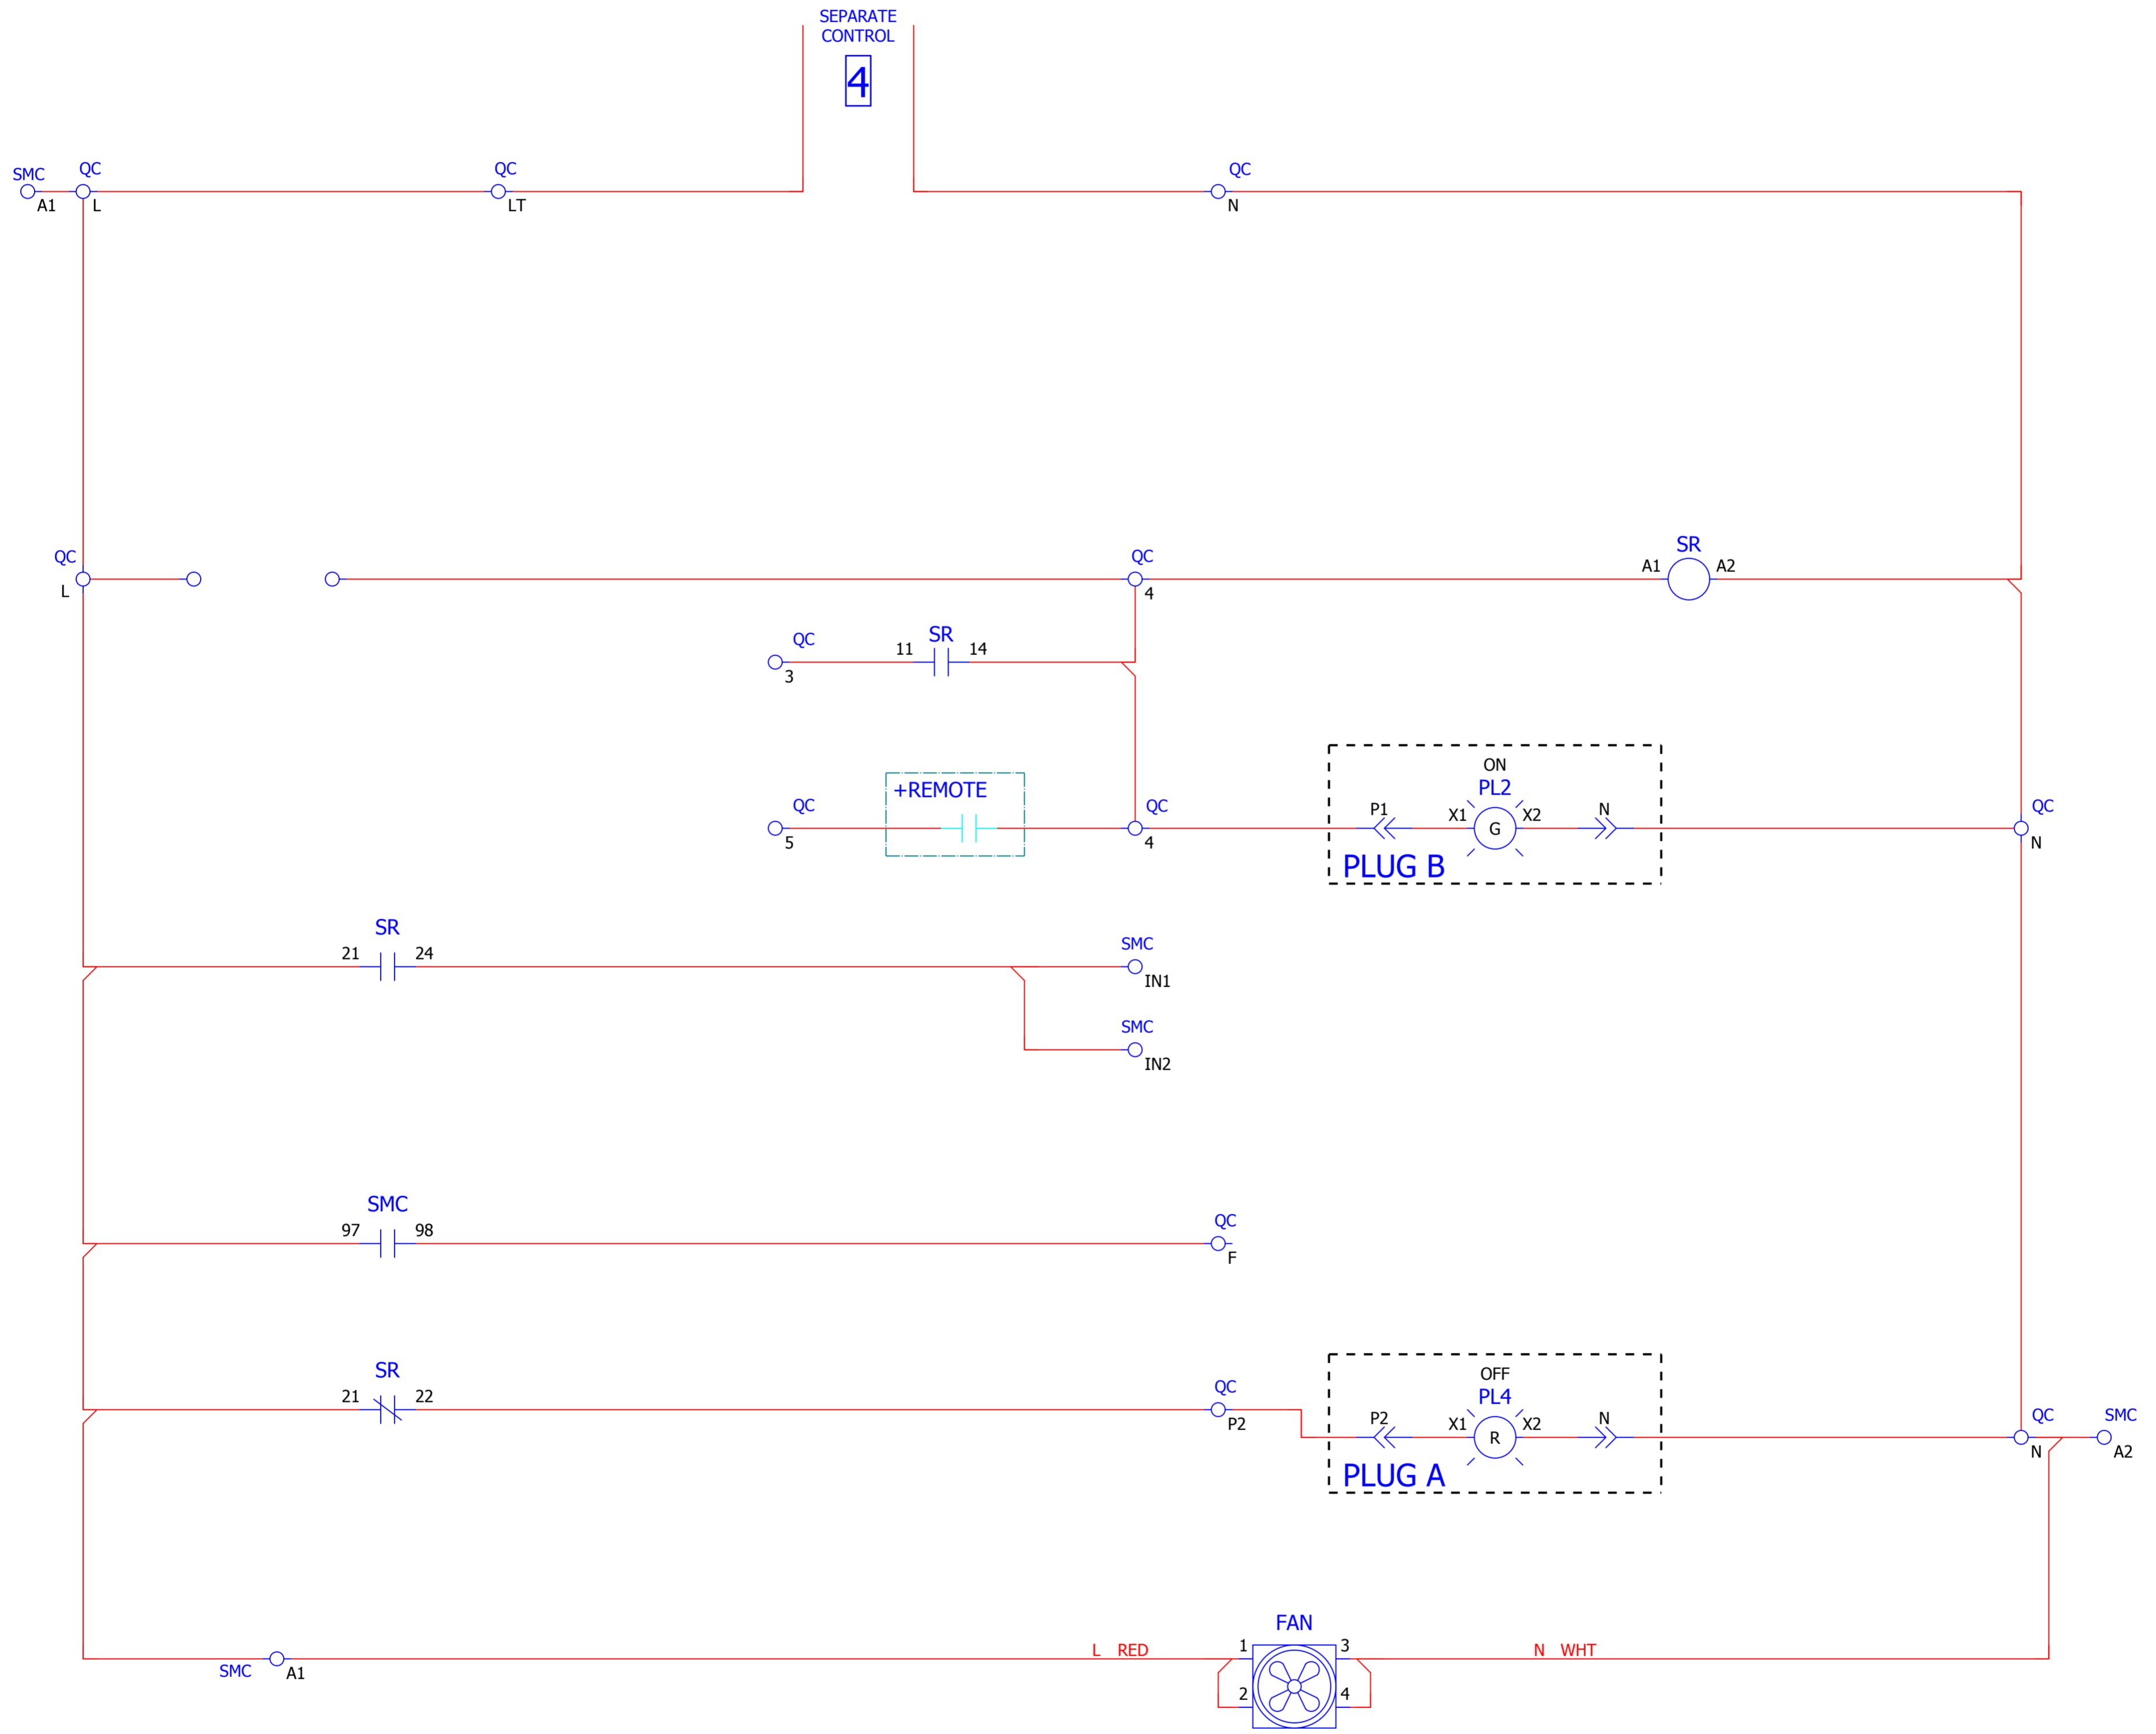 SEPARATE
CONTROL
4
SMC
A1
QC
L
QC
LT
QC
N
QC
L
QC
4
SR
A1
A2
QC
3
SR
11
14
QC
5
+REMOTE
QC
4
ON
PL2
P1
X1
G
X2
N
PLUG B
QC
N
SR
21
24
SMC
IN1
SMC
IN2
SMC
97
98
QC
F
SR
21
22
QC
P2
OFF
PL4
P2
X1
R
X2
N
PLUG A
QC
N
SMC
A2
SMC
A1
L RED
FAN
1
2
3
4
N WHT